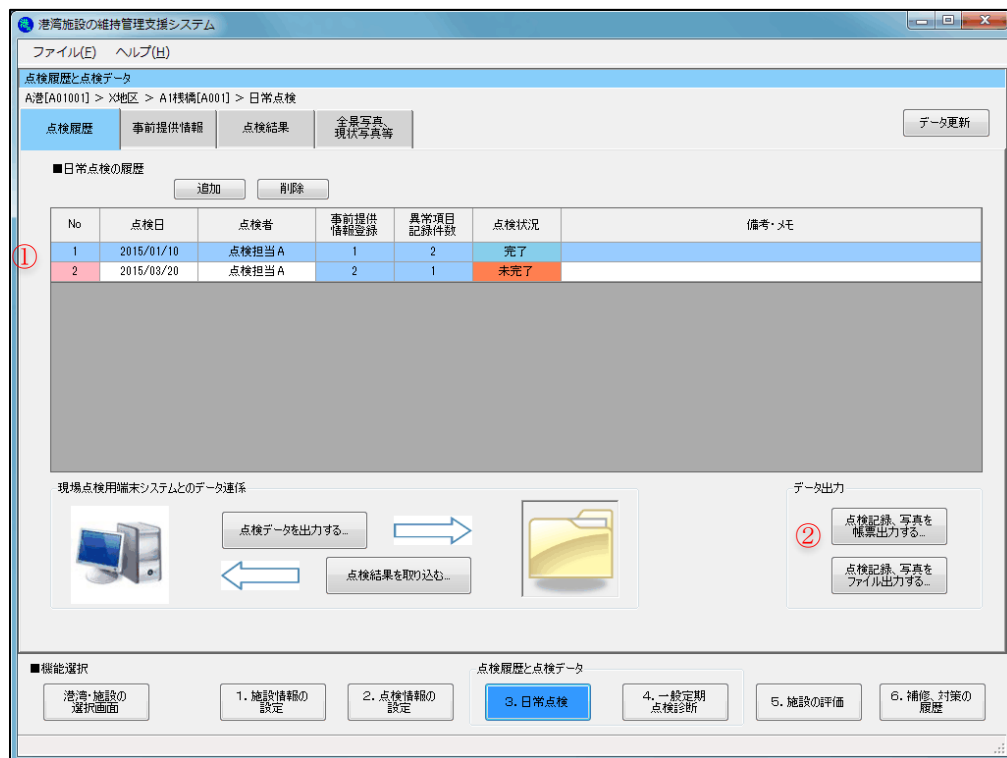 港湾施設の維持管理支援システム
ファイル(F) ヘルプ(H)
点検履歴と点検データ
A港[A01001] > X地区 > A1桟橋[A001] > 日常点検
点検履歴 事前提供情報 点検結果 全景写真、
現状写真等
データ更新
■日常点検の履歴
追加 削除
No 点検日 点検者 事前提供
情報登録 異常項目
記録件数 点検状況 備考・メモ
① 1 2015/01/10 点検担当A 1 2 完了
2 2015/03/20 点検担当A 2 1 未完了
現場点検用端末システムとのデータ連係
点検データを出力する...
点検結果を取り込む...
データ出力
② 点検記録、写真を
帳票出力する...
点検記録、写真を
ファイル出力する...
■機能選択
港湾・施設の
選択画面
1. 施設情報の
設定
2. 点検情報の
設定
点検履歴と点検データ
3. 日常点検
4. 一般定期
点検診断
5. 施設の評価
6. 補修、対策の
履歴